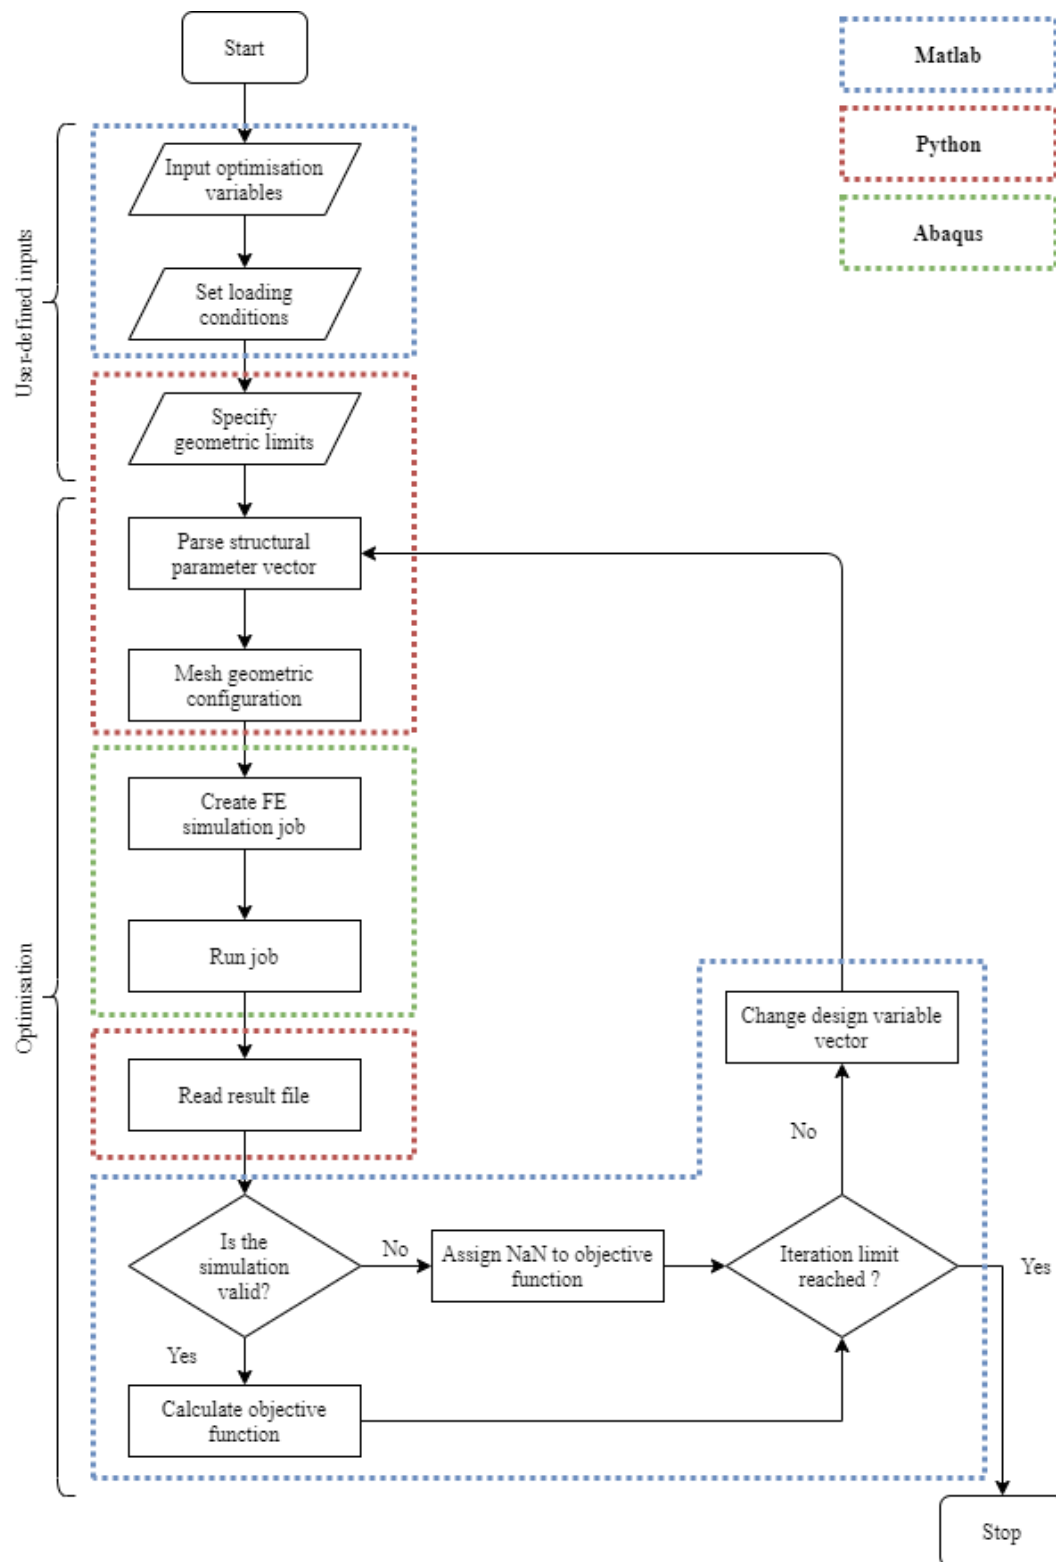 Start
Matlab
Python
Abaqus
User-defined inputs
Input optimisation
variables
Set loading
conditions
Specify
geometric limits
Optimisation
Parse structural
parameter vector
Mesh geometric
configuration
Create FE
simulation job
Run job
Read result file
Change design variable
vector
No
Is the
simulation
valid?
No
Assign NaN to objective
function
Iteration limit
reached ?
Yes
Yes
Calculate objective
function
Stop